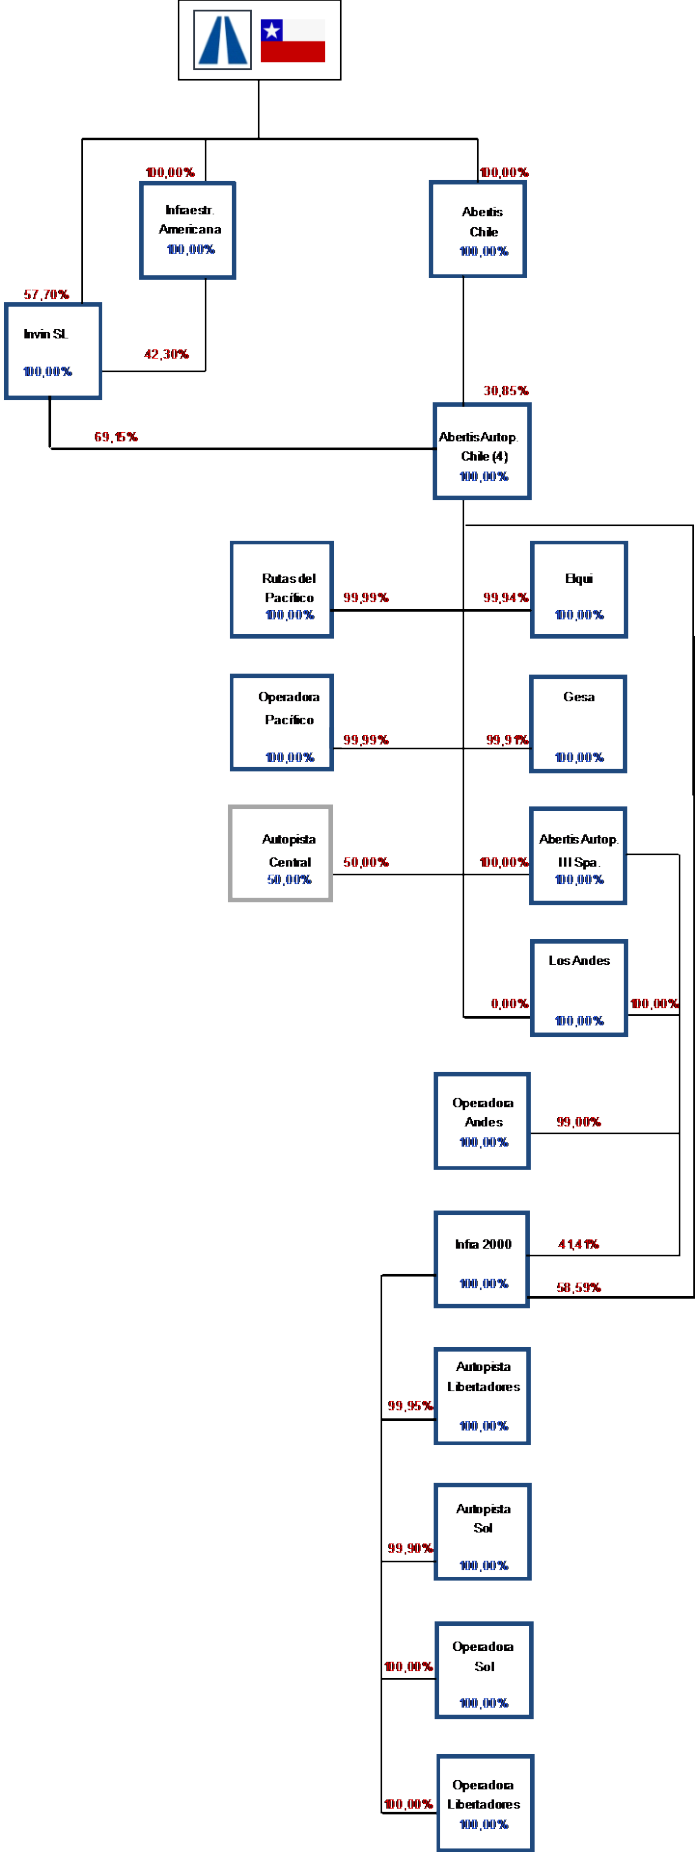 100,00%
100,00%
Infraestr.
Americana
100,00%
Abertis
Chile
100,00%
57,70%
Invin SL
100,00%
42,30%
30,85%
69,15%
Abertis Autop.
Chile (4)
100,00%
Rutas del
Pacífico
100,00%
99,99%
99,94%
Elqui
100,00%
Operadora
Pacífico
100,00%
99,99%
99,91%
Gesa
100,00%
Autopista
Central
50,00%
50,00%
100,00%
Abertis Autop.
III Spa.
100,00%
Los Andes
100,00%
0,00%
100,00%
Operadora
Andes
100,00%
99,00%
Infra 2000
100,00%
41,41%
58,59%
Autopista
Libertadores
100,00%
99,95%
Autopista
Sol
100,00%
99,90%
Operadora
Sol
100,00%
100,00%
Operadora
Libertadores
100,00%
100,00%